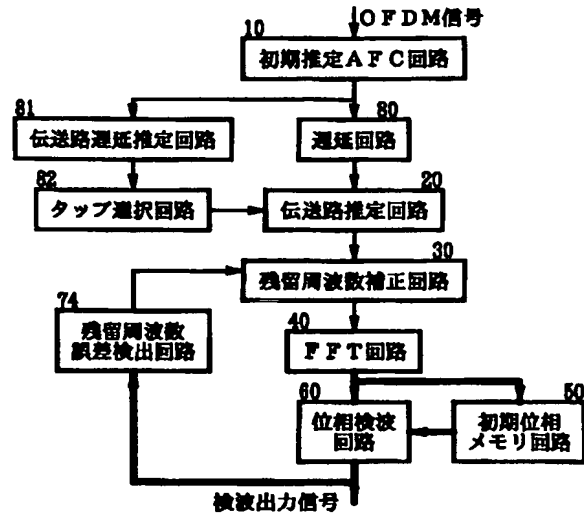 OFDM信号
10
初期推定AFC回路
81
伝送路遅延推定回路
80
遅延回路
82
タップ選択回路
20
伝送路推定回路
30
残留周波数補正回路
74
残留周波数
誤差検出回路
40
FFT回路
60
位相検波
回路
50
初期位相
メモリ回路
検波出力信号